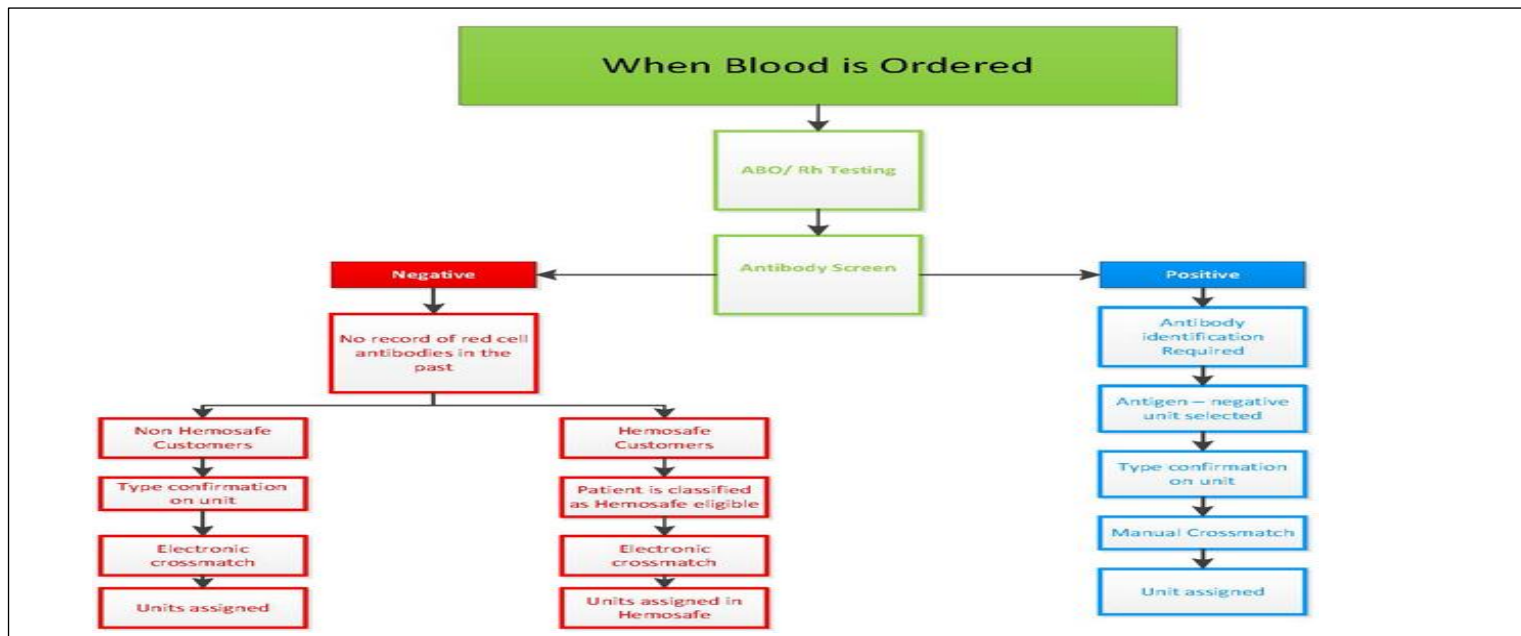 When Blood is Ordered
ABO/ Rh Testing
Antibody Screen
Negative
No record of red cell
antibodies in the
past
Non Hemosafe
Customers
Type confirmation
on unit
Electronic
crossmatch
Units assigned
Hemosafe
Customers
Patient is classified
as Hemosafe eligible
Electronic
crossmatch
Units assigned in
Hemosafe
Positive
Antibody
identification
Required
Antigen – negative
unit selected
Type confirmation
on unit
Manual Crossmatch
Unit assigned